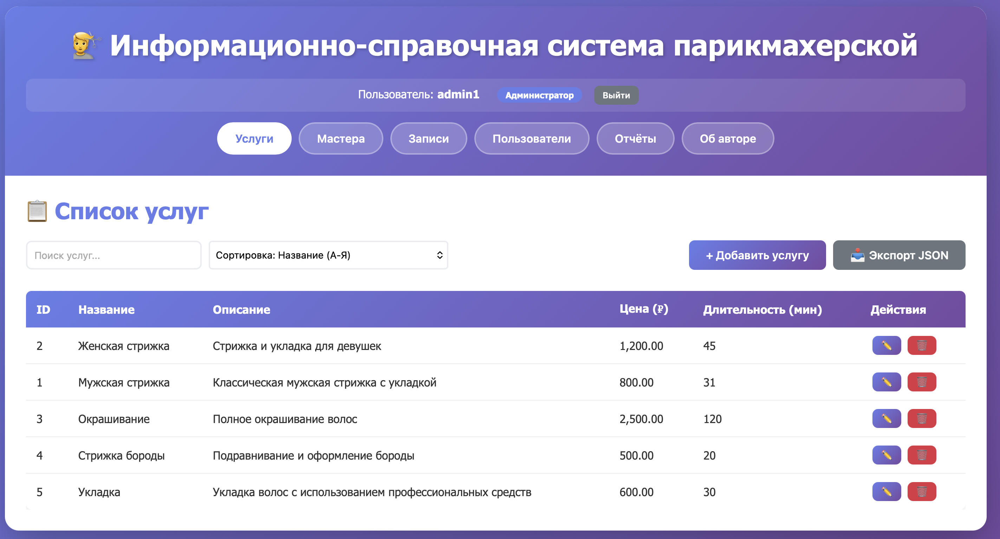 Информационно-справочная система парикмахерской
Пользователь: admin1 Администратор Выйти
Услуги Мастера Записи Пользователи Отчёты Об авторе
Список услуг
Поиск услуг... Сортировка: Название (А-Я) + Добавить услугу Экспорт JSON
ID Название Описание Цена (₽) Длительность (мин) Действия
2 Женская стрижка Стрижка и укладка для девушек 1,200.00 45
1 Мужская стрижка Классическая мужская стрижка с укладкой 800.00 31
3 Окрашивание Полное окрашивание волос 2,500.00 120
4 Стрижка бороды Подравнивание и оформление бороды 500.00 20
5 Укладка Укладка волос с использованием профессиональных средств 600.00 30